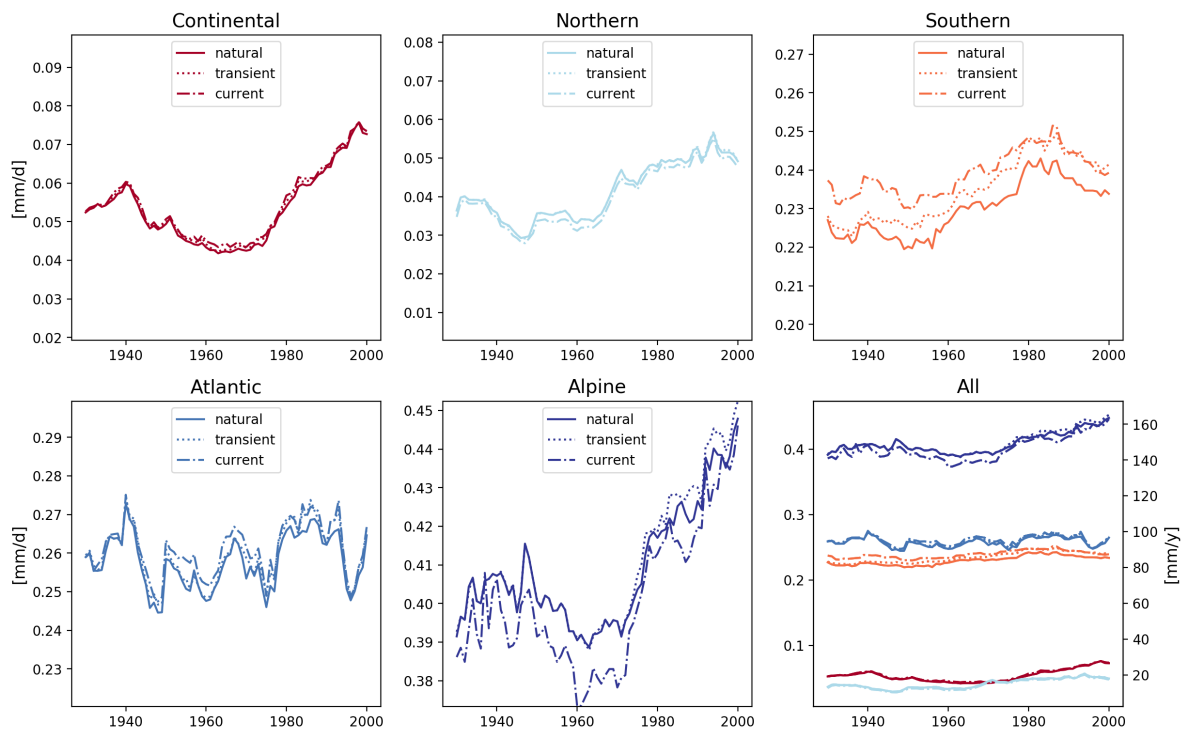 Continental
natural
transient
current
0.09
0.08
0.07
0.06
0.05
0.04
0.03
0.02
[mm/d]
1940 1960 1980 2000
Northern
natural
transient
current
0.08
0.07
0.06
0.05
0.04
0.03
0.02
0.01
1940 1960 1980 2000
Southern
natural
transient
current
0.27
0.26
0.25
0.24
0.23
0.22
0.21
0.20
1940 1960 1980 2000
Atlantic
natural
transient
current
0.29
0.28
0.27
0.26
0.25
0.24
0.23
[mm/d]
1940 1960 1980 2000
Alpine
natural
transient
current
0.45
0.44
0.43
0.42
0.41
0.40
0.39
0.38
1940 1960 1980 2000
All
0.4
0.3
0.2
0.1
160
140
120
100
80
60
40
20
[mm/y]
1940 1960 1980 2000